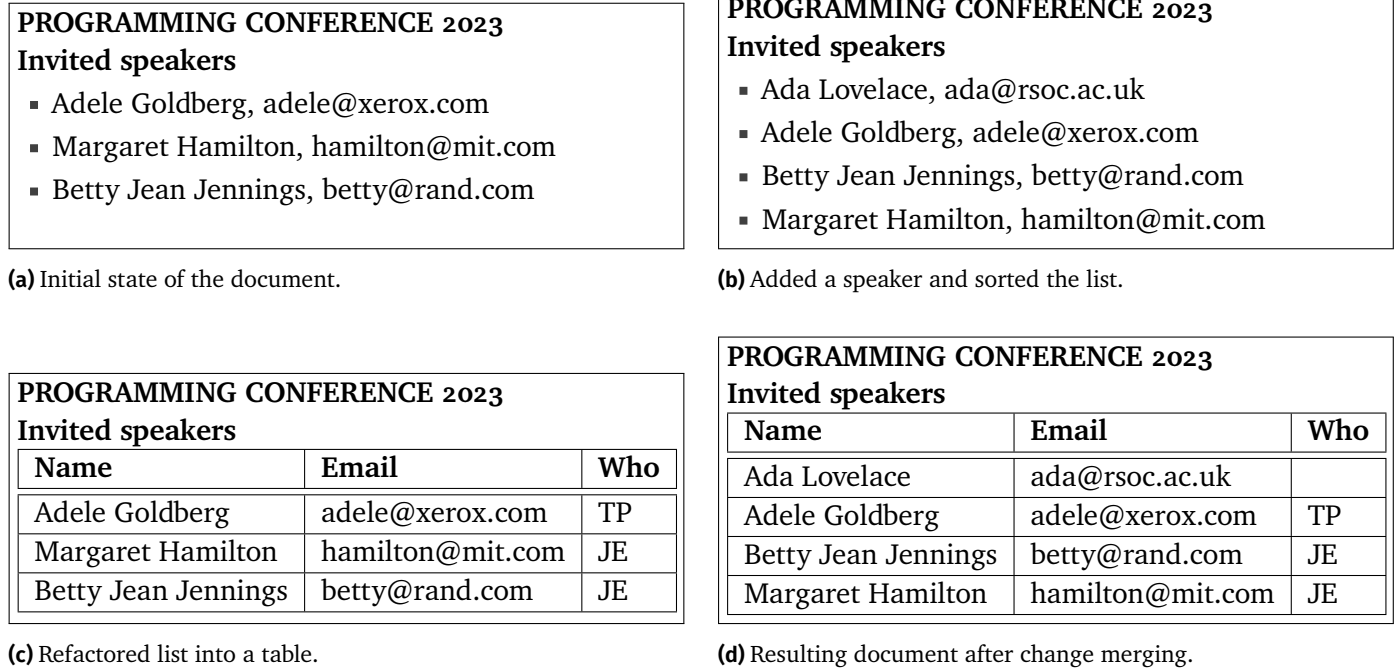 PROGRAMMING CONFERENCE 2023
Invited speakers
▪ Adele Goldberg, adele@xerox.com
▪ Margaret Hamilton, hamilton@mit.com
▪ Betty Jean Jennings, betty@rand.com
(a) Initial state of the document.
PROGRAMMING CONFERENCE 2023
Invited speakers
▪ Ada Lovelace, ada@rsoc.ac.uk
▪ Adele Goldberg, adele@xerox.com
▪ Betty Jean Jennings, betty@rand.com
▪ Margaret Hamilton, hamilton@mit.com
(b) Added a speaker and sorted the list.
PROGRAMMING CONFERENCE 2023
Invited speakers
Name Email Who
Adele Goldberg adele@xerox.com TP
Margaret Hamilton hamilton@mit.com JE
Betty Jean Jennings betty@rand.com JE
(c) Refactored list into a table.
PROGRAMMING CONFERENCE 2023
Invited speakers
Name Email Who
Ada Lovelace ada@rsoc.ac.uk
Adele Goldberg adele@xerox.com TP
Betty Jean Jennings betty@rand.com JE
Margaret Hamilton hamilton@mit.com JE
(d) Resulting document after change merging.